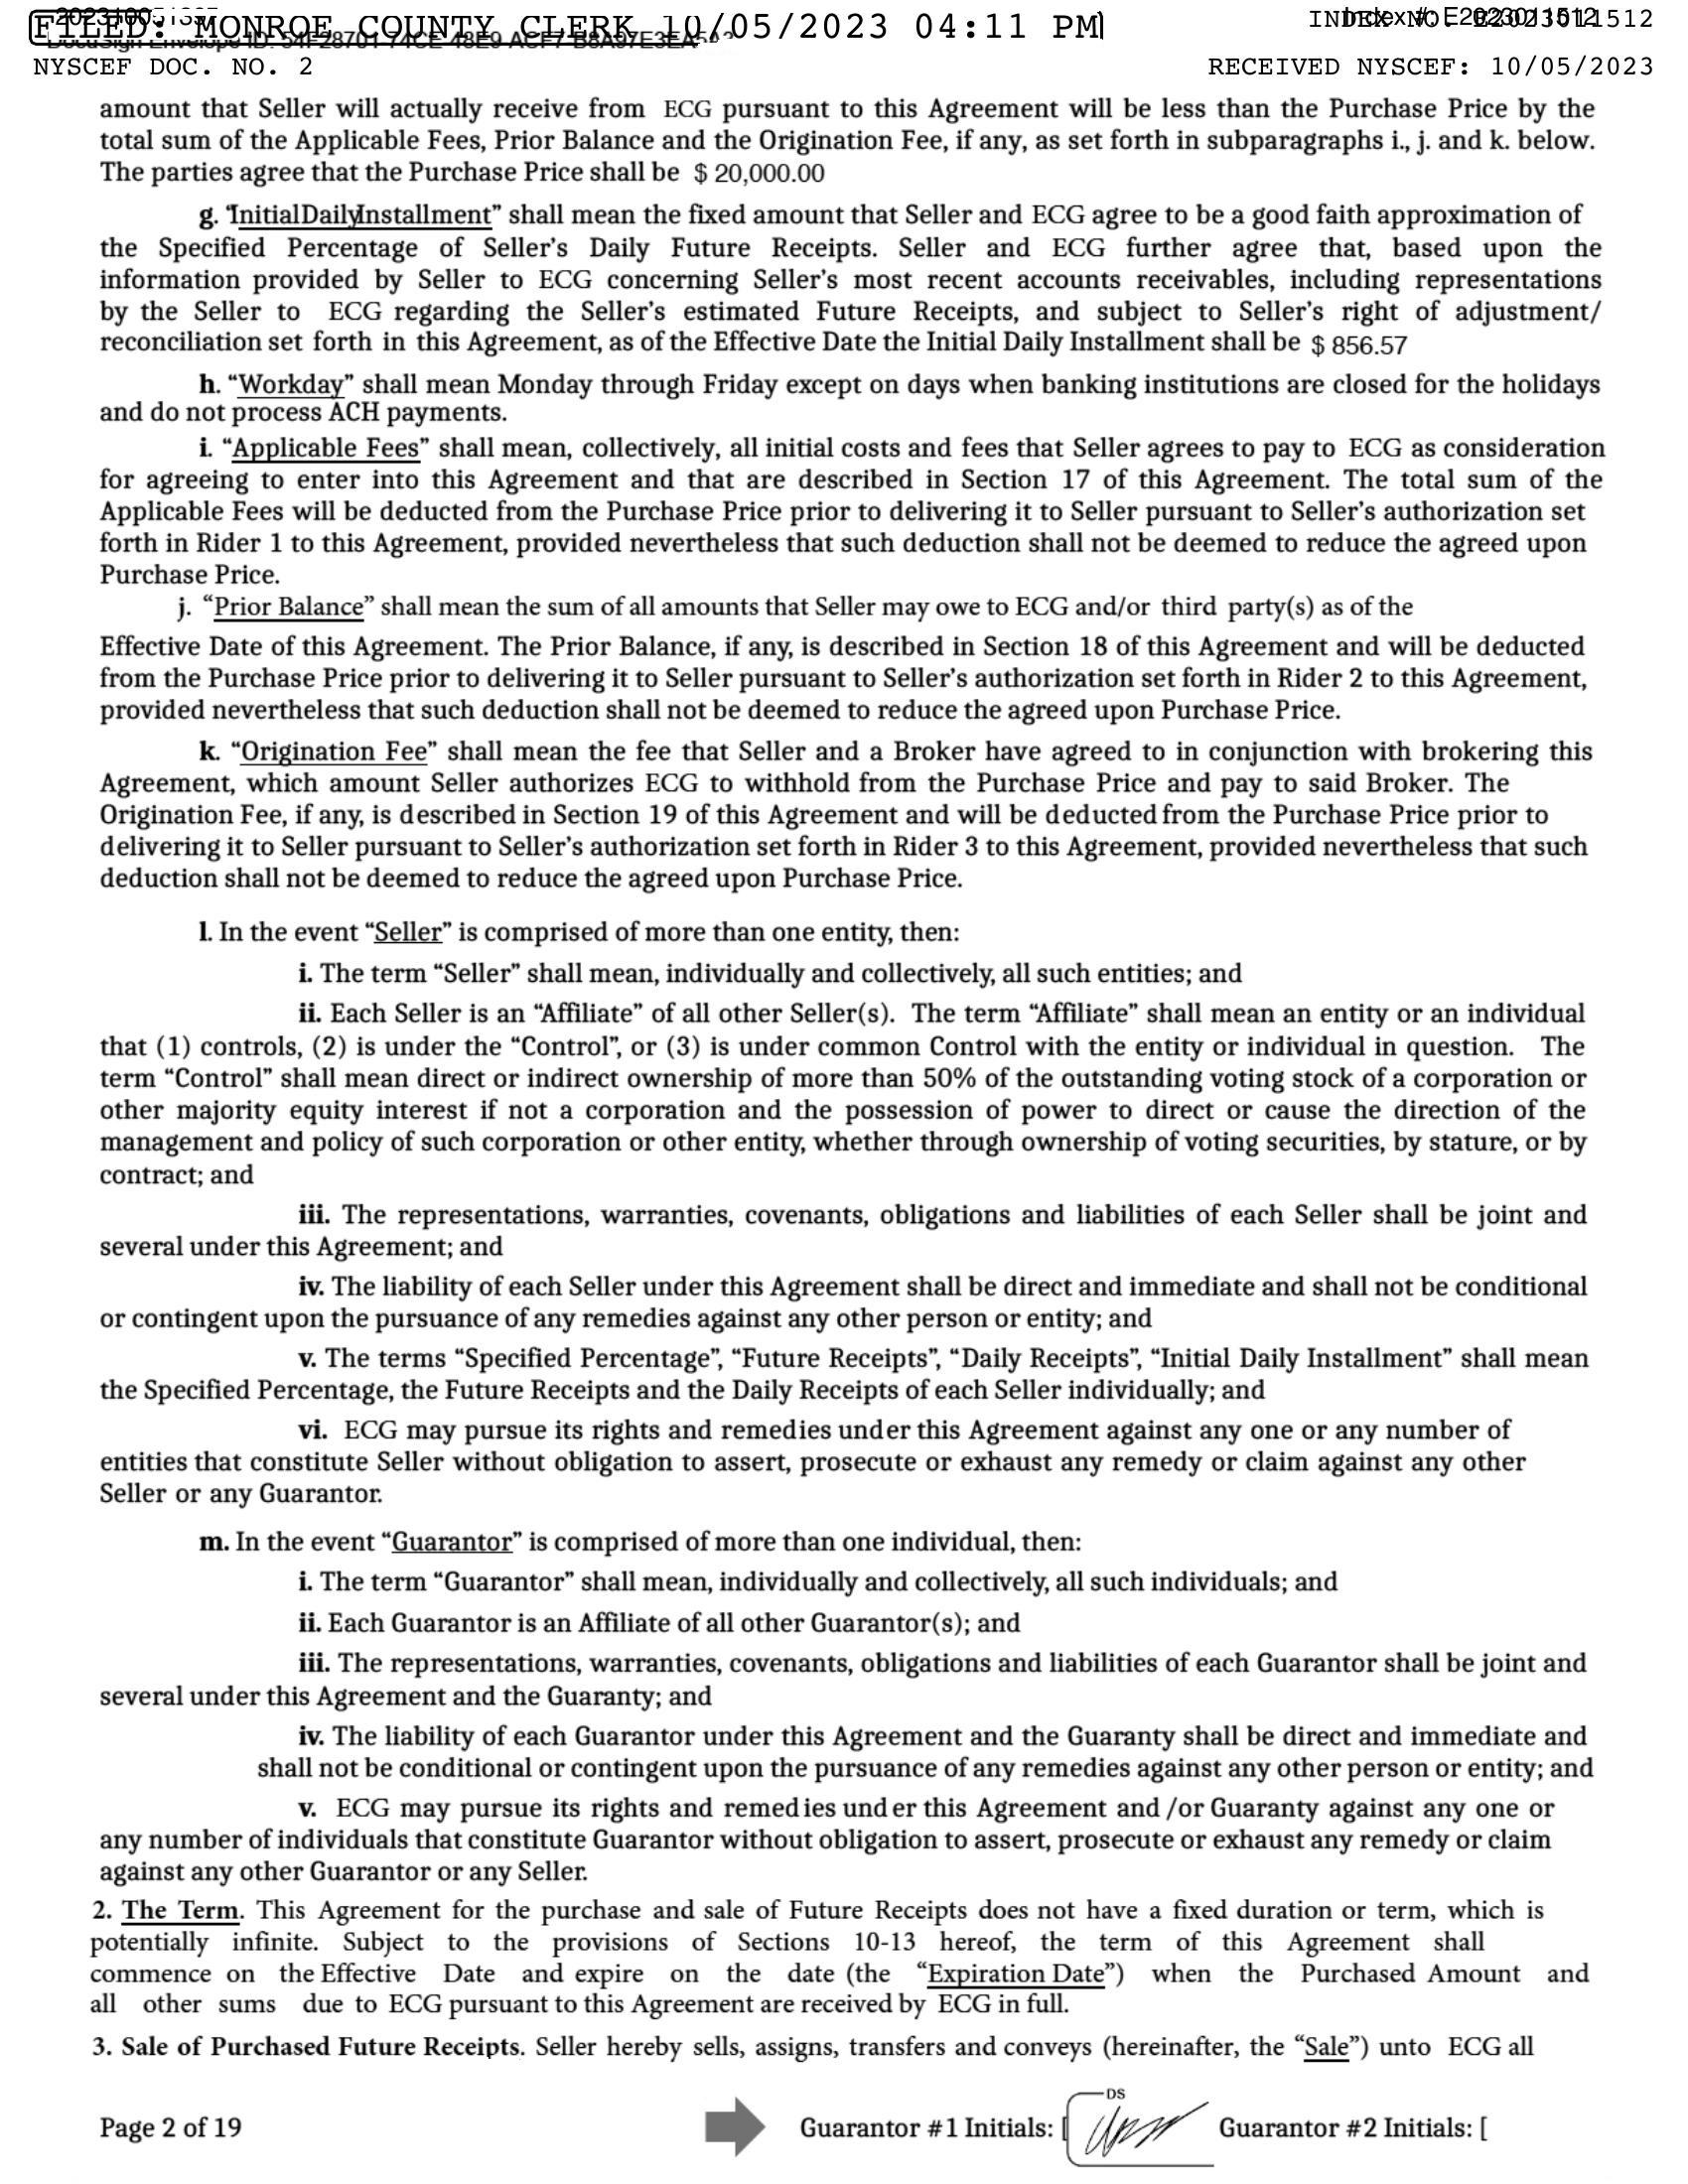 202310051337
Index #: E2023011512
FILED: MONROE COUNTY CLERK 10/05/2023 04:11 PM
INDEX NO. E2023011512
DocuSign Envelope ID:
NYSCEF DOC. NO. 2
RECEIVED NYSCEF: 10/05/2023
amount that Seller will actually receive from ECG pursuant to this Agreement will be less than the Purchase Price by the
total sum of the Applicable Fees, Prior Balance and the Origination Fee, if any, as set forth in subparagraphs i., j. and k. below.
The parties agree that the Purchase Price shall be $ 20,000.00
g. "Initial Daily Installment” shall mean the fixed amount that Seller and ECG agree to be a good faith approximation of
the Specified Percentage of Seller’s Daily Future Receipts. Seller and ECG further agree that, based upon the
information provided by Seller to ECG concerning Seller’s most recent accounts receivables, including representations
by the Seller to ECG regarding the Seller’s estimated Future Receipts, and subject to Seller’s right of adjustment/
reconciliation set forth in this Agreement, as of the Effective Date the Initial Daily Installment shall be $ 856.57
h. “Workday” shall mean Monday through Friday except on days when banking institutions are closed for the holidays
and do not process ACH payments.
i. “Applicable Fees” shall mean, collectively, all initial costs and fees that Seller agrees to pay to ECG as consideration
for agreeing to enter into this Agreement and that are described in Section 17 of this Agreement. The total sum of the
Applicable Fees will be deducted from the Purchase Price prior to delivering it to Seller pursuant to Seller’s authorization set
forth in Rider 1 to this Agreement, provided nevertheless that such deduction shall not be deemed to reduce the agreed upon
Purchase Price.
j. “Prior Balance” shall mean the sum of all amounts that Seller may owe to ECG and/or third party(s) as of the
Effective Date of this Agreement. The Prior Balance, if any, is described in Section 18 of this Agreement and will be deducted
from the Purchase Price prior to delivering it to Seller pursuant to Seller’s authorization set forth in Rider 2 to this Agreement,
provided nevertheless that such deduction shall not be deemed to reduce the agreed upon Purchase Price.
k. “Origination Fee” shall mean the fee that Seller and a Broker have agreed to in conjunction with brokering this
Agreement, which amount Seller authorizes ECG to withhold from the Purchase Price and pay to said Broker. The
Origination Fee, if any, is described in Section 19 of this Agreement and will be deducted from the Purchase Price prior to
delivering it to Seller pursuant to Seller’s authorization set forth in Rider 3 to this Agreement, provided nevertheless that such
deduction shall not be deemed to reduce the agreed upon Purchase Price.
l. In the event “Seller” is comprised of more than one entity, then:
i. The term “Seller” shall mean, individually and collectively, all such entities; and
ii. Each Seller is an “Affiliate” of all other Seller(s). The term “Affiliate” shall mean an entity or an individual
that (1) controls, (2) is under the “Control”, or (3) is under common Control with the entity or individual in question. The
term “Control” shall mean direct or indirect ownership of more than 50% of the outstanding voting stock of a corporation or
other majority equity interest if not a corporation and the possession of power to direct or cause the direction of the
management and policy of such corporation or other entity, whether through ownership of voting securities, by stature, or by
contract; and
iii. The representations, warranties, covenants, obligations and liabilities of each Seller shall be joint and
several under this Agreement; and
iv. The liability of each Seller under this Agreement shall be direct and immediate and shall not be conditional
or contingent upon the pursuance of any remedies against any other person or entity; and
v. The terms “Specified Percentage”, “Future Receipts”, “Daily Receipts”, “Initial Daily Installment” shall mean
the Specified Percentage, the Future Receipts and the Daily Receipts of each Seller individually; and
vi. ECG may pursue its rights and remedies under this Agreement against any one or any number of
entities that constitute Seller without obligation to assert, prosecute or exhaust any remedy or claim against any other
Seller or any Guarantor.
m. In the event “Guarantor” is comprised of more than one individual, then:
i. The term “Guarantor” shall mean, individually and collectively, all such individuals; and
ii. Each Guarantor is an Affiliate of all other Guarantor(s); and
iii. The representations, warranties, covenants, obligations and liabilities of each Guarantor shall be joint and
several under this Agreement and the Guaranty; and
iv. The liability of each Guarantor under this Agreement and the Guaranty shall be direct and immediate and
shall not be conditional or contingent upon the pursuance of any remedies against any other person or entity; and
v. ECG may pursue its rights and remedies under this Agreement and /or Guaranty against any one or
any number of individuals that constitute Guarantor without obligation to assert, prosecute or exhaust any remedy or claim
against any other Guarantor or any Seller.
2. The Term. This Agreement for the purchase and sale of Future Receipts does not have a fixed duration or term, which is
potentially infinite. Subject to the provisions of Sections 10-13 hereof, the term of this Agreement shall
commence on the Effective Date and expire on the date (the “Expiration Date”) when the Purchased Amount and
all other sums due to ECG pursuant to this Agreement are received by ECG in full.
3. Sale of Purchased Future Receipts. Seller hereby sells, assigns, transfers and conveys (hereinafter, the “Sale”) unto ECG all
DS
Page 2 of 19
Guarantor #1 Initials: [
Guarantor #2 Initials: [